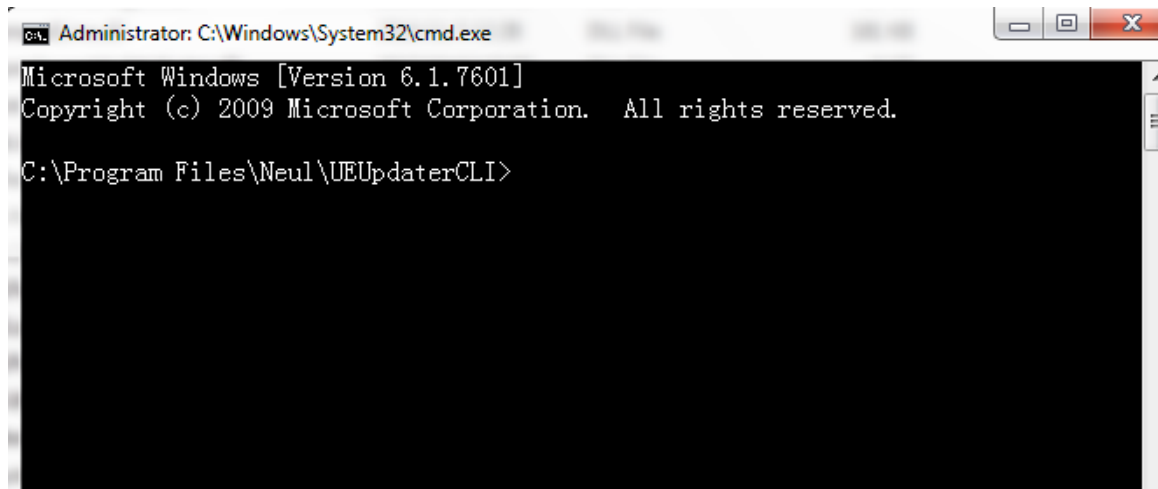 Administrator: C:\Windows\System32\cmd.exe
Microsoft Windows [Version 6.1.7601]
Copyright (c) 2009 Microsoft Corporation.  All rights reserved.
C:\Program Files\Neul\UEUpdaterCLI>